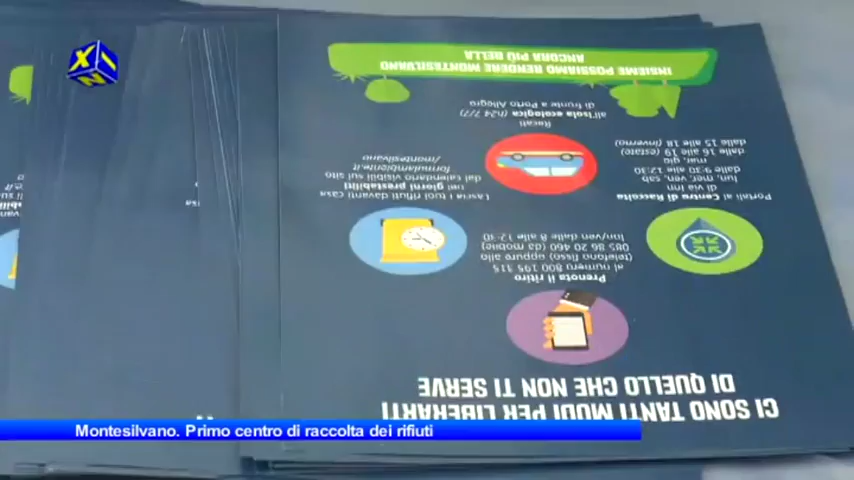 CI SONO TANTI MODI PER LIBERARTI
DI QUELLO CHE NON TI SERVE
Prenota il ritiro
al numero 800 195 315
(telefono fisso) oppure allo
085 86 20 460 (da mobile)
lun/ven dalle 8 alle 12:30
Portali al Centro di Raccolta
di via Inn
lun, mer, ven, sab
dalle 9:30 alle 12:30
mar, gio
dalle 16 alle 19 (estate)
dalle 15 alle 18 (inverno)
Lascia i tuoi rifiuti davanti casa
nei giorni prestabiliti
dal calendario visibili sul sito
formulambiente.it
/montesilvano
Recati
all'isola ecologica (h24 7/7)
di fronte a Porto Allegro
INSIEME POSSIAMO RENDERE MONTESILVANO
ANCORA PIÙ BELLA
Montesilvano. Primo centro di raccolta dei rifiuti